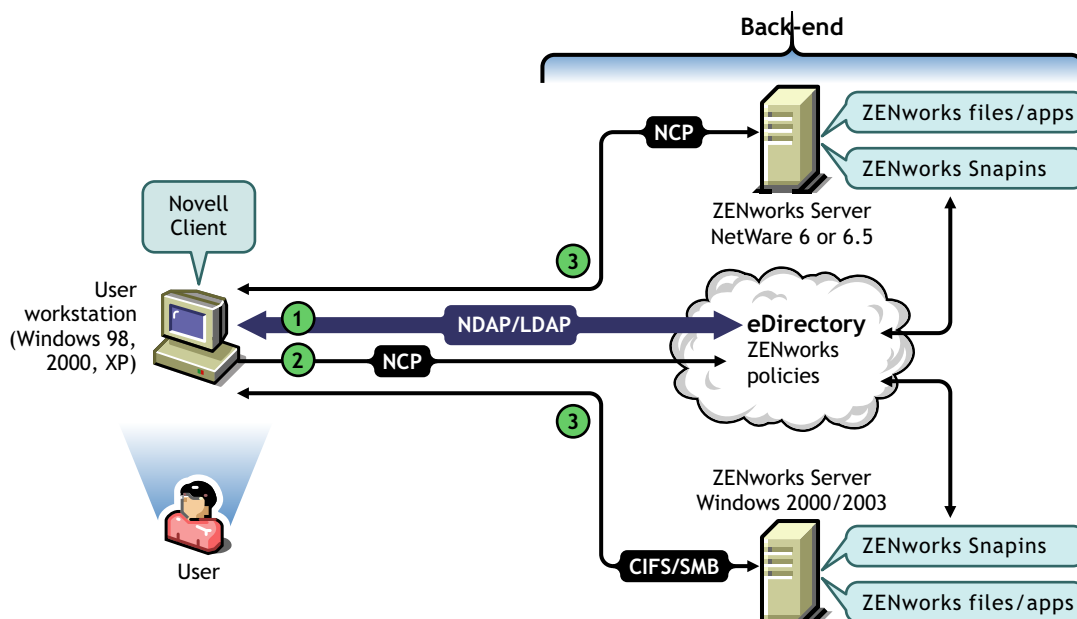 Back-end
ZENworks files/apps
NCP
ZENworks Snapins
Novell
Client
ZENworks Server
NetWare 6 or 6.5
3
User
workstation
(Windows 98,
2000, XP)
1
NDAP/LDAP
eDirectory
ZENworks
policies
2
NCP
3
ZENworks Server
Windows 2000/2003
ZENworks Snapins
CIFS/SMB
User
ZENworks files/apps